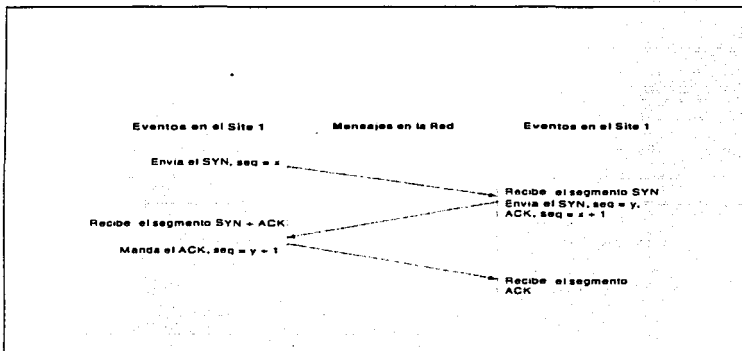 Eventos en el Site 1 Mensajes en la Red Eventos en el Site 1
Envía el SYN, seq = x
Recibe el segmento SYN
Envía el SYN, seq = y,
ACK, seq = x + 1
Recibe el segmento SYN + ACK
Manda el ACK, seq = y + 1
Recibe el segmento
ACK